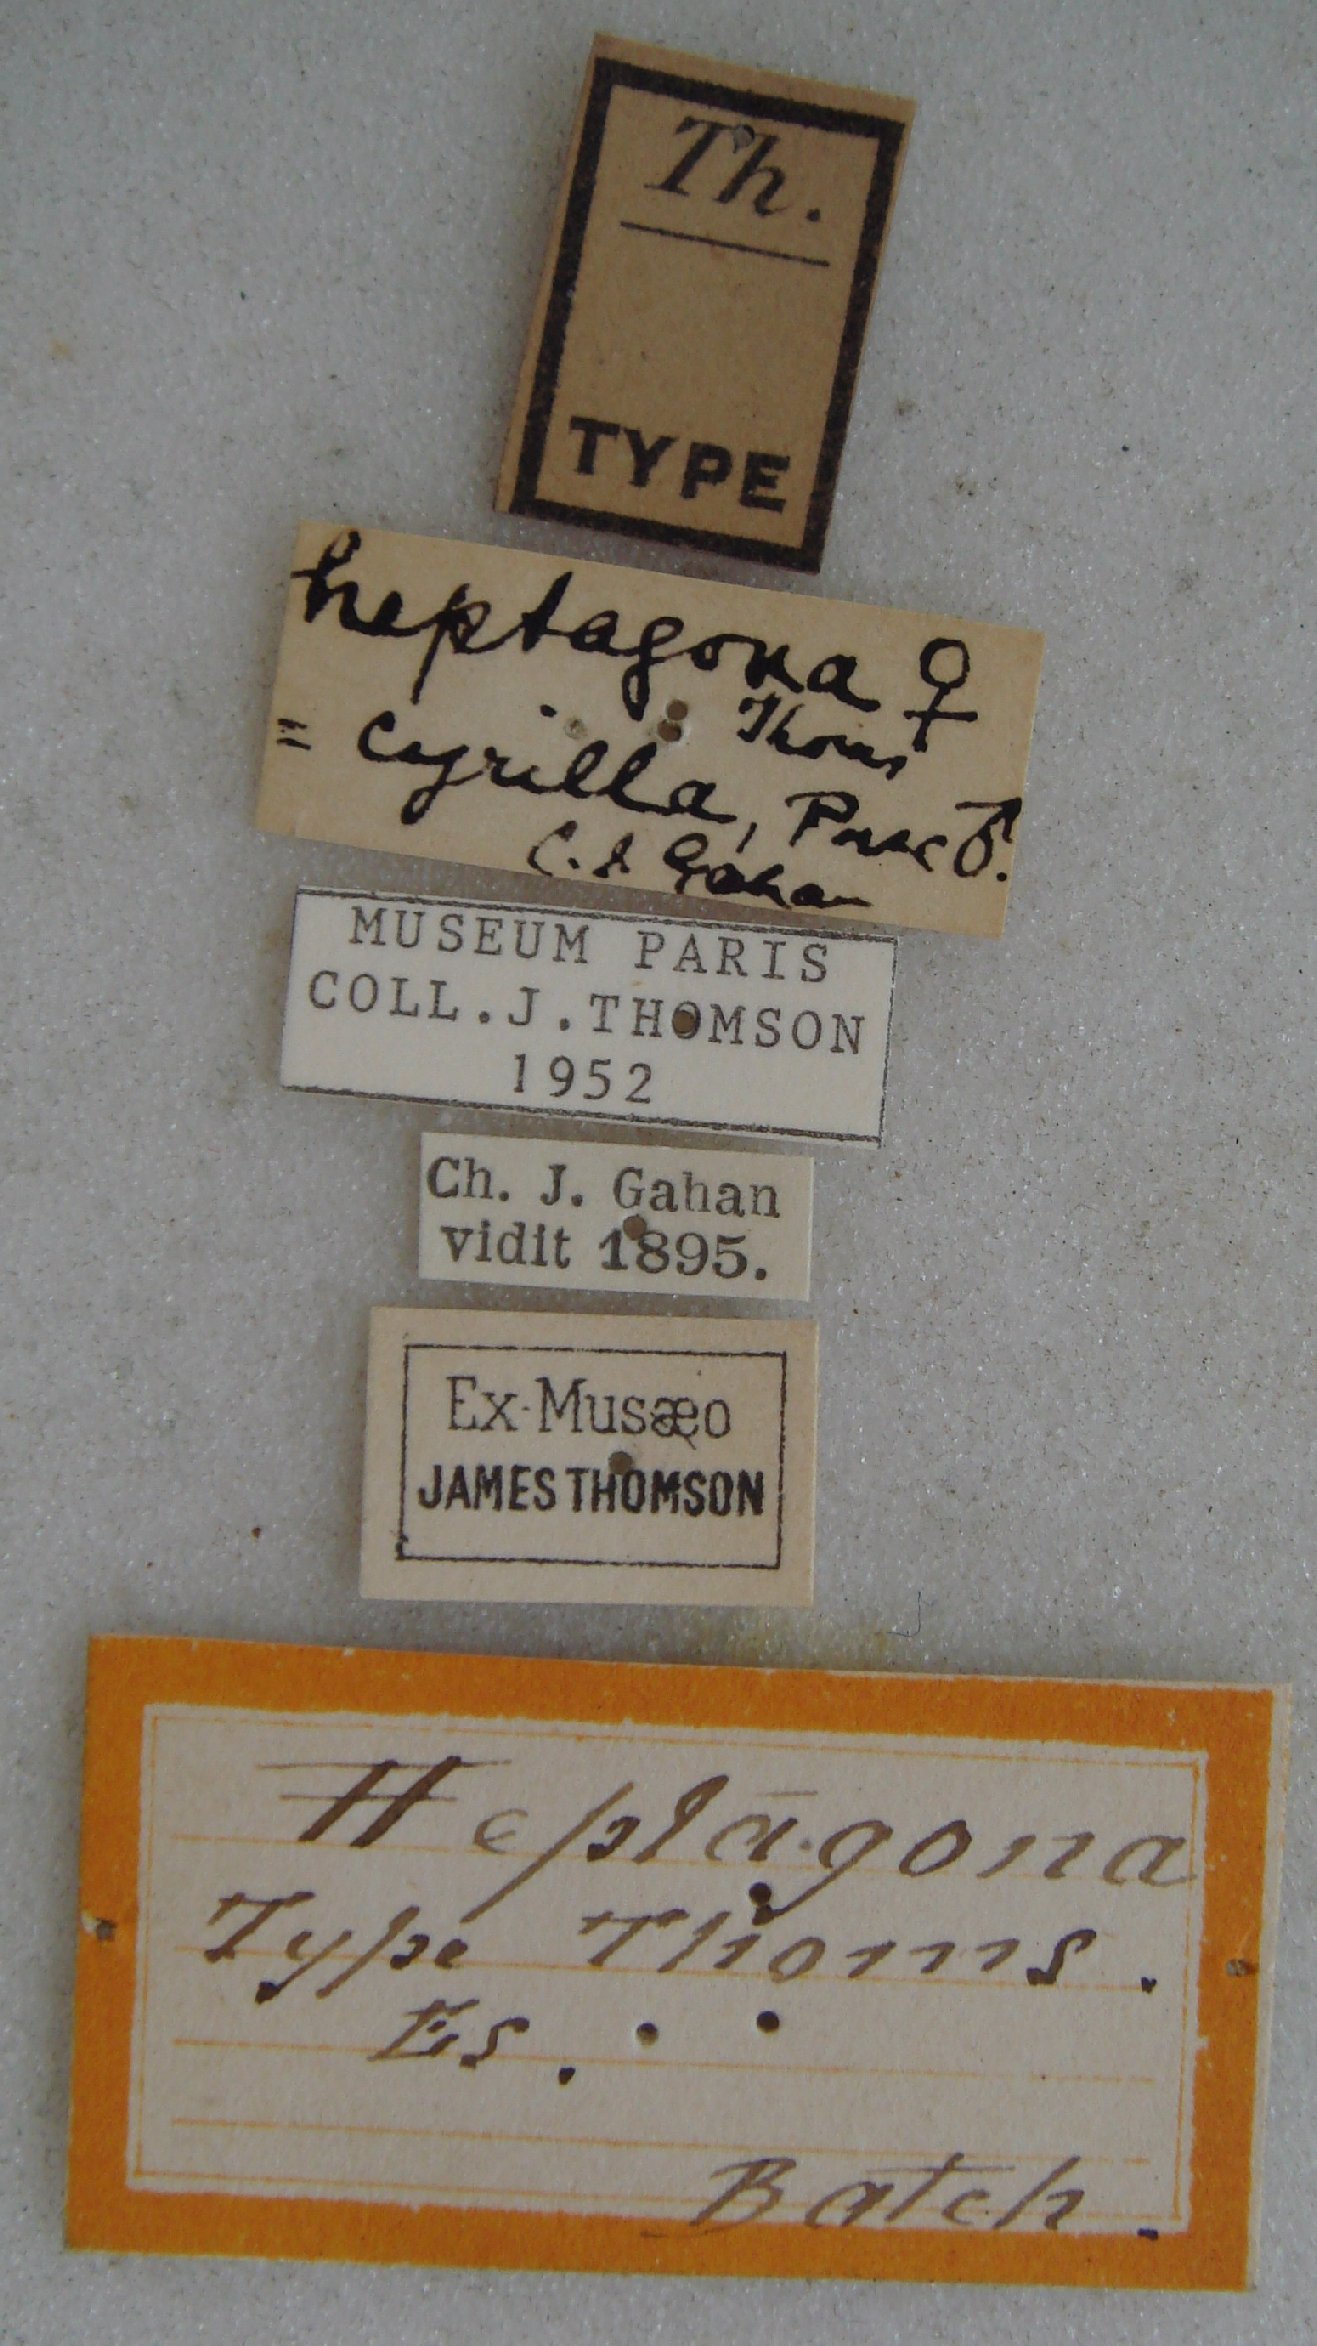 Th.
TYPE
heptagona ♀
Thoms
= cyrilla, Pasc ♂.
C. J. Gahan
MUSEUM PARIS
COLL. J. THOMSON
1952
Ch. J. Gahan
vidit 1895.
Ex-Musæo
JAMES THOMSON
Heptagona
Type Thoms.
Es.
Batch.